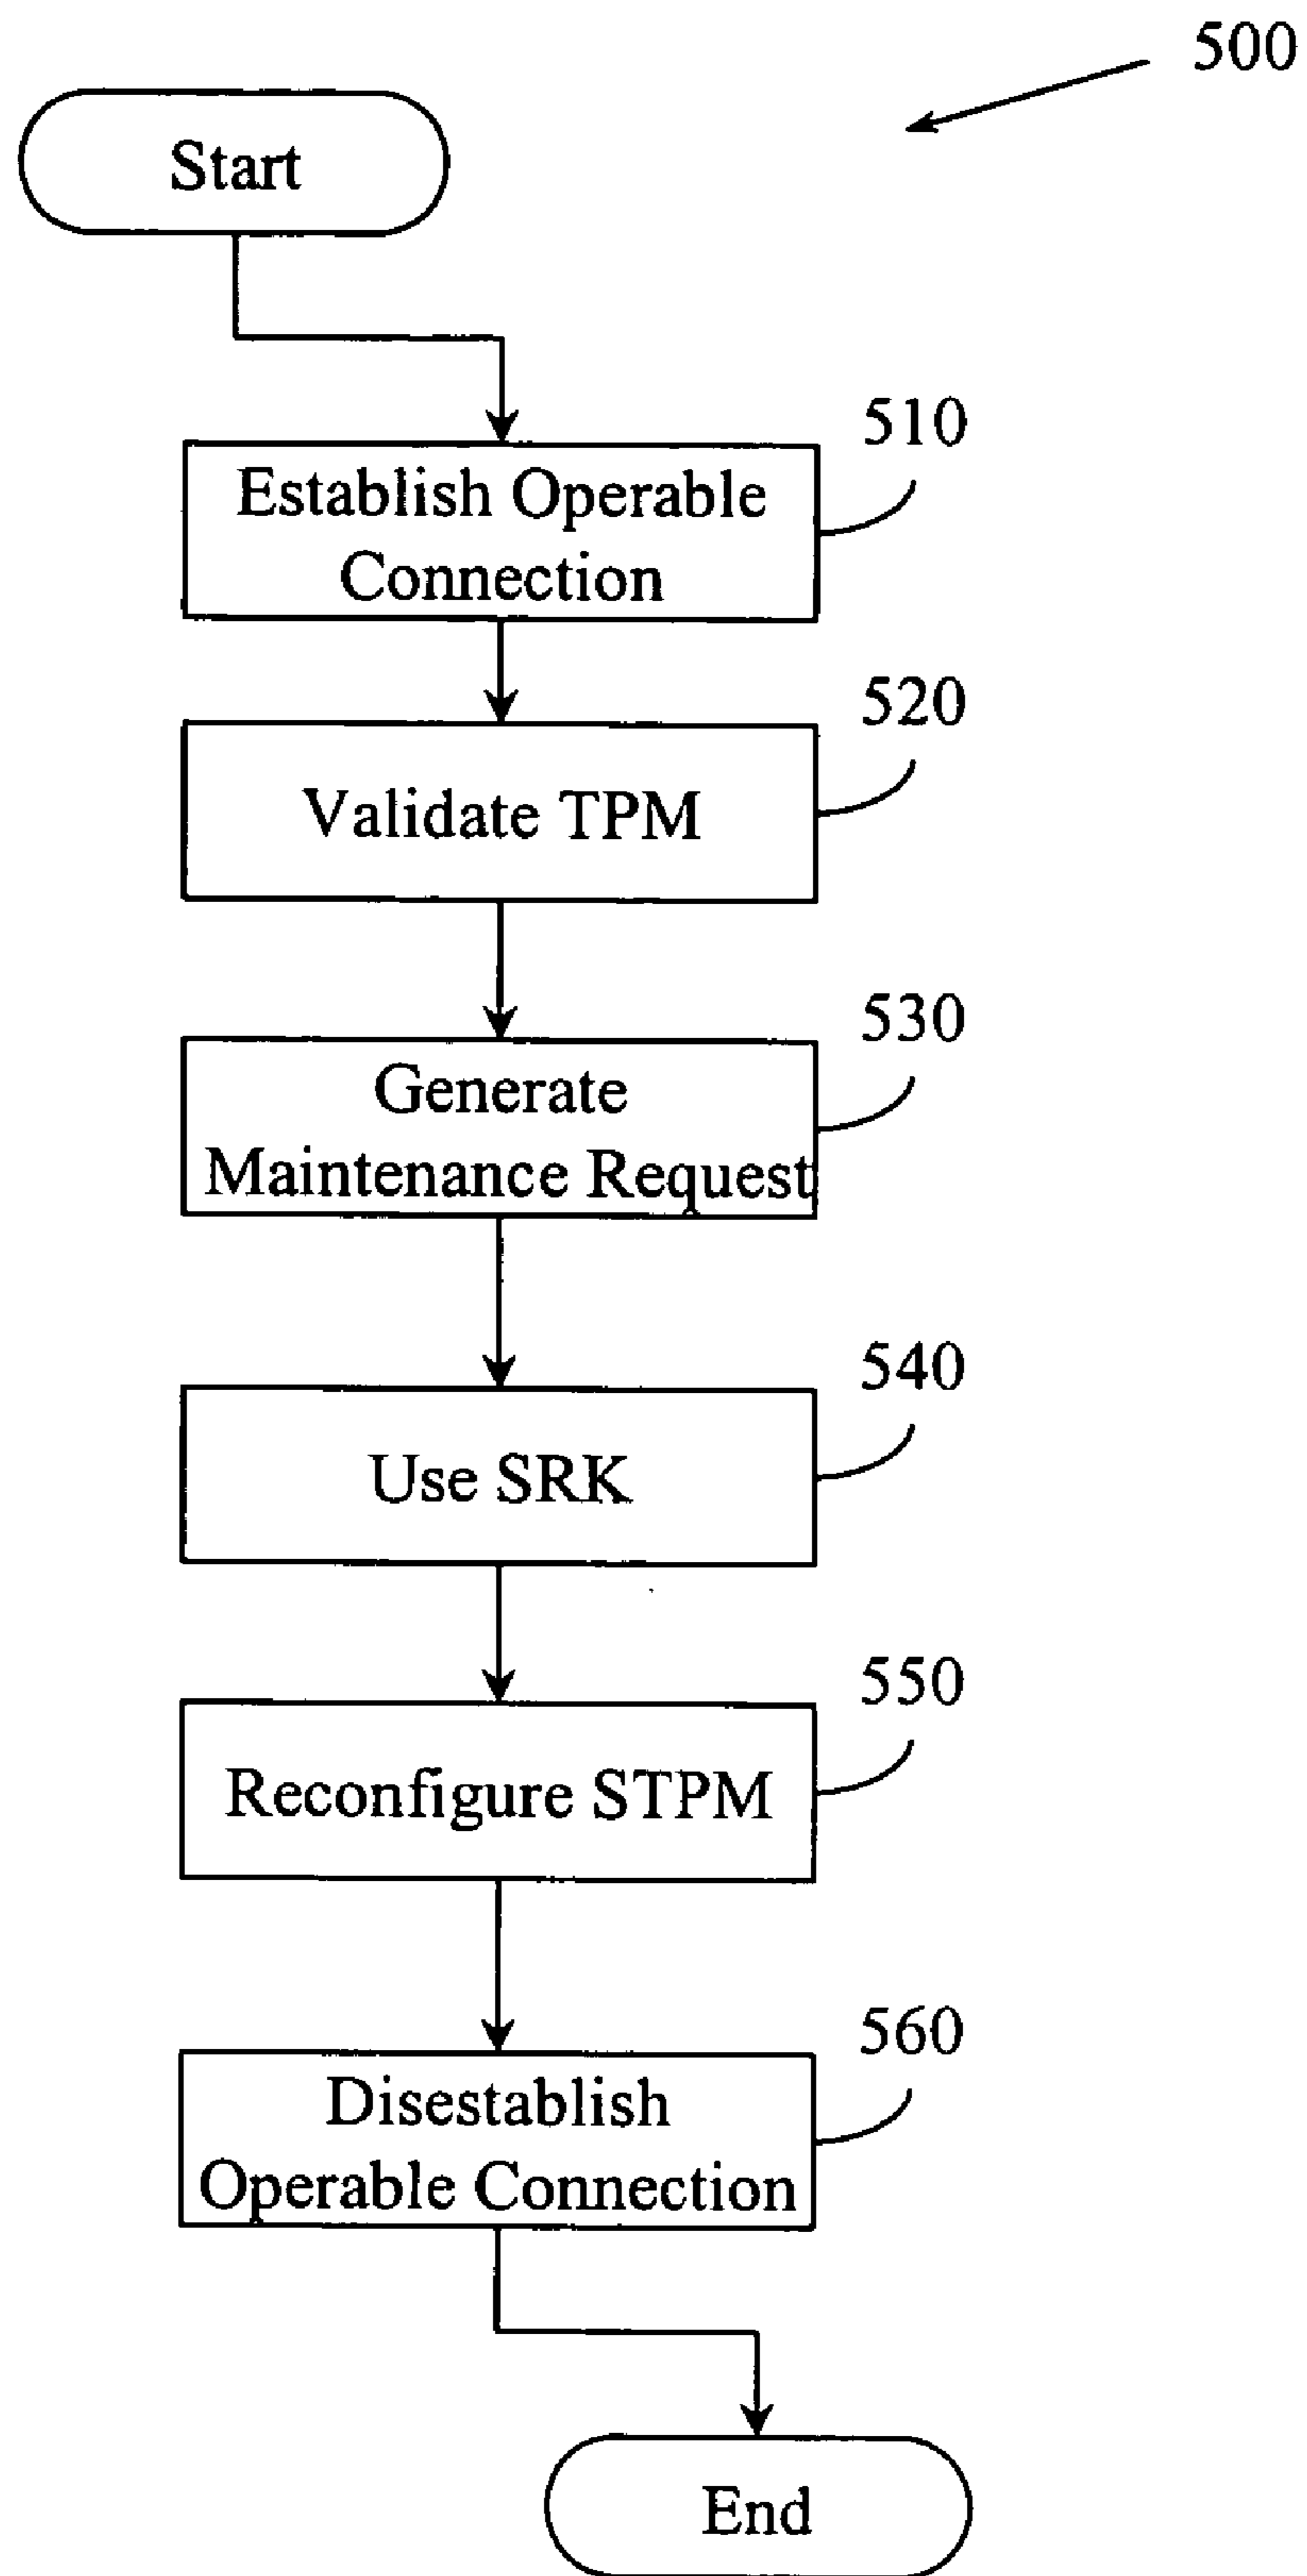 500
Start
510
Establish Operable
Connection
520
Validate TPM
530
Generate
Maintenance Request
540
Use SRK
550
Reconfigure STPM
560
Disestablish
Operable Connection
End